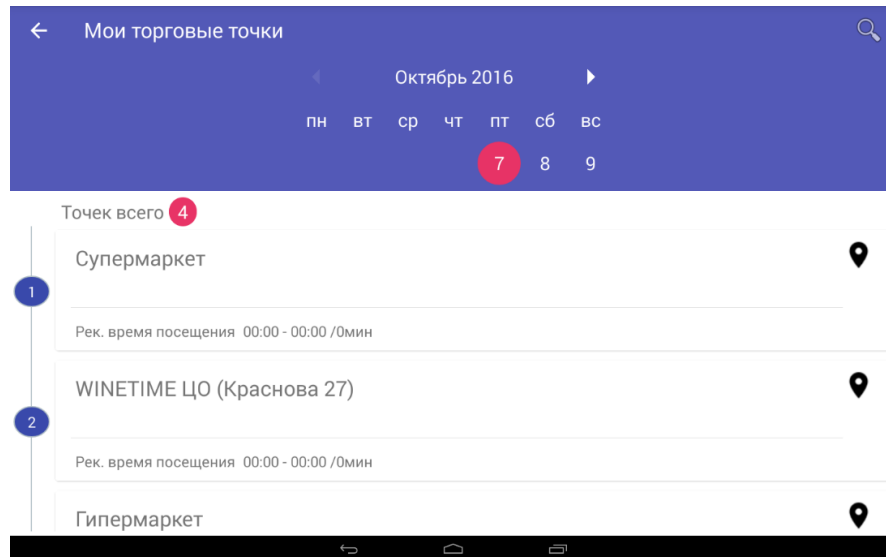 Мои торговые точки
Октябрь 2016
пн вт ср чт пт сб вс
7 8 9
Точек всего 4
Супермаркет
1
Рек. время посещения 00:00 - 00:00 /0мин
WINETIME ЦО (Краснова 27)
2
Рек. время посещения 00:00 - 00:00 /0мин
Гипермаркет